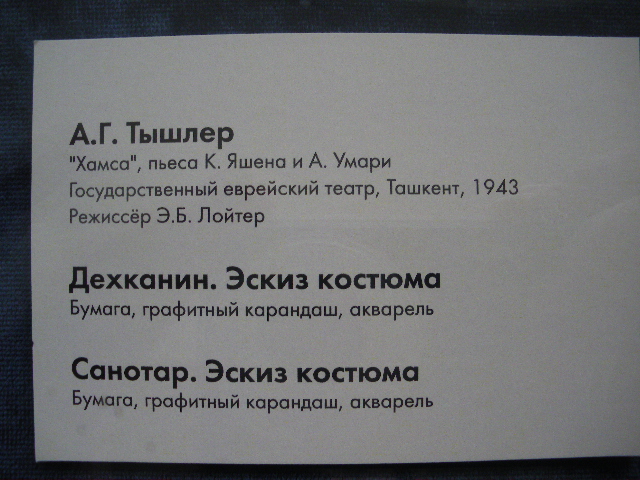 А.Г. Тышлер
"Хамса", пьеса К. Яшена и А. Умари
Государственный еврейский театр, Ташкент, 1943
Режиссёр Э.Б. Лойтер
Дехканин. Эскиз костюма
Бумага, графитный карандаш, акварель
Санотар. Эскиз костюма
Бумага, графитный карандаш, акварель